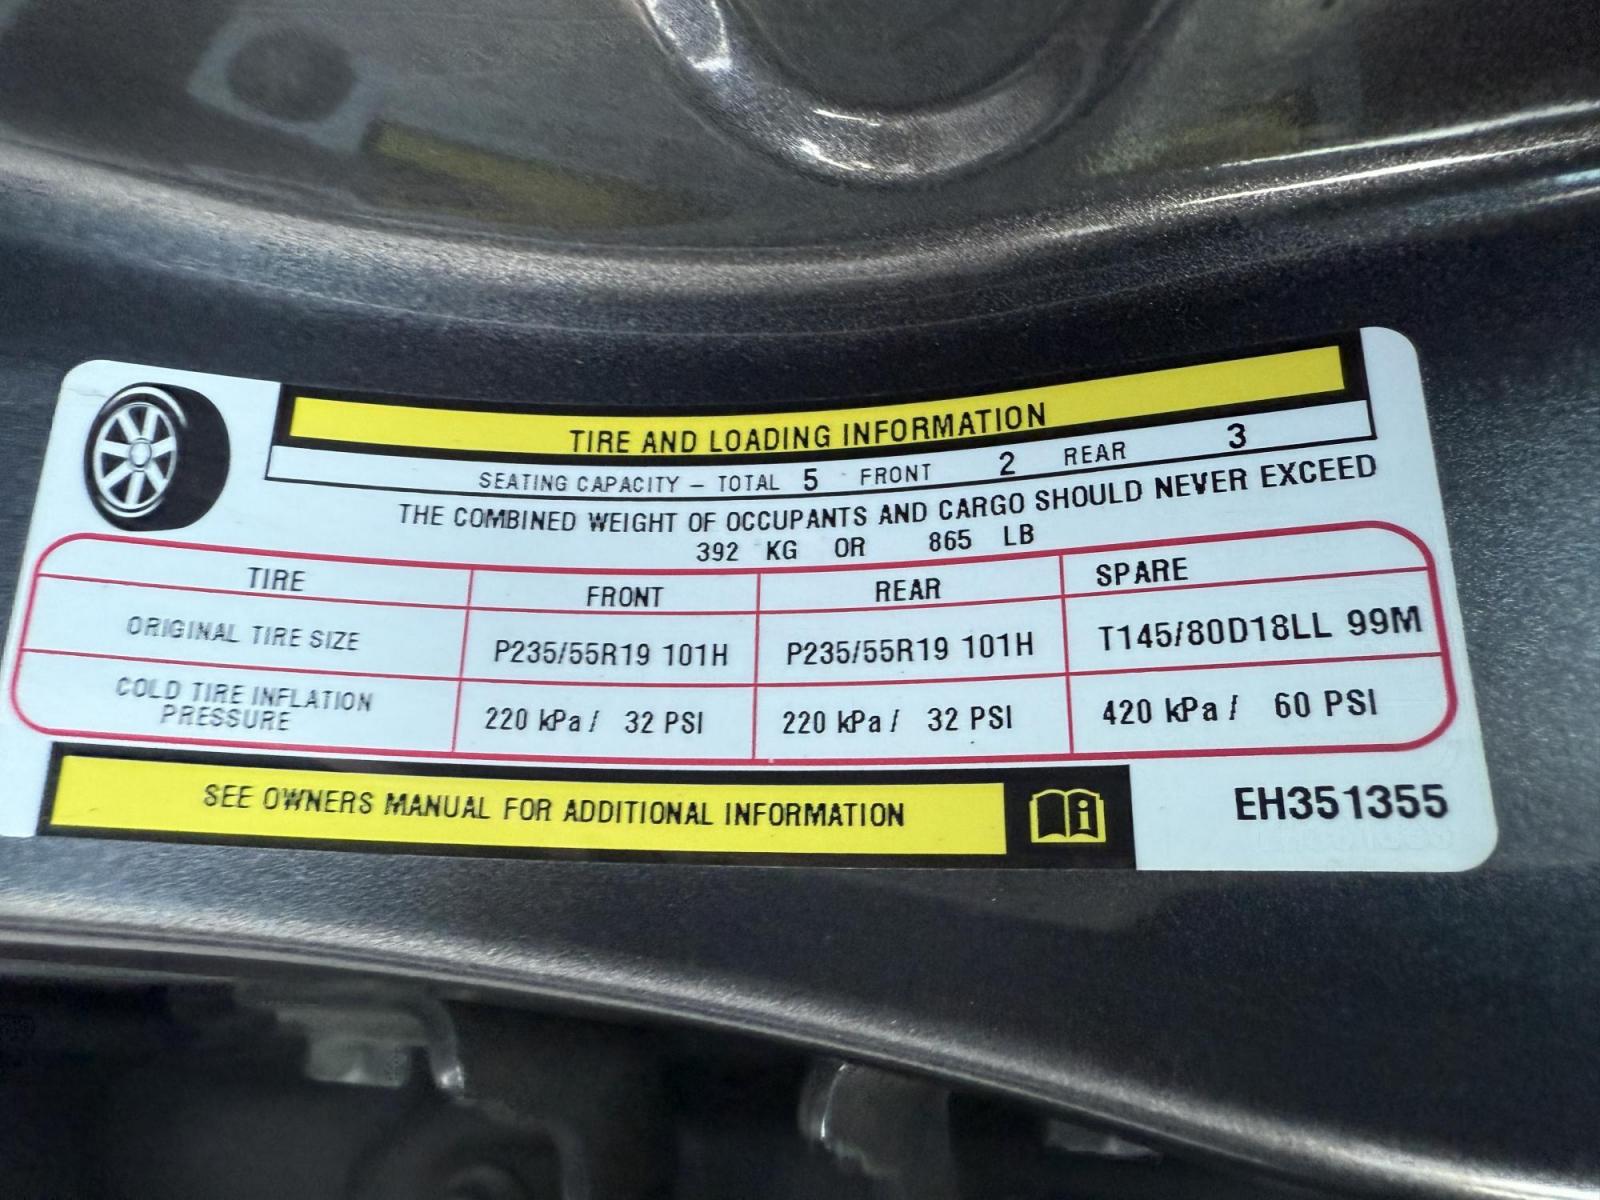 TIRE AND LOADING INFORMATION
SEATING CAPACITY – TOTAL 5 FRONT 2 REAR 3
THE COMBINED WEIGHT OF OCCUPANTS AND CARGO SHOULD NEVER EXCEED
392 KG OR 865 LB
TIRE FRONT REAR SPARE
ORIGINAL TIRE SIZE P235/55R19 101H P235/55R19 101H T145/80D18LL 99M
COLD TIRE INFLATION
PRESSURE 220 kPa / 32 PSI 220 kPa / 32 PSI 420 kPa / 60 PSI
SEE OWNERS MANUAL FOR ADDITIONAL INFORMATION
EH351355